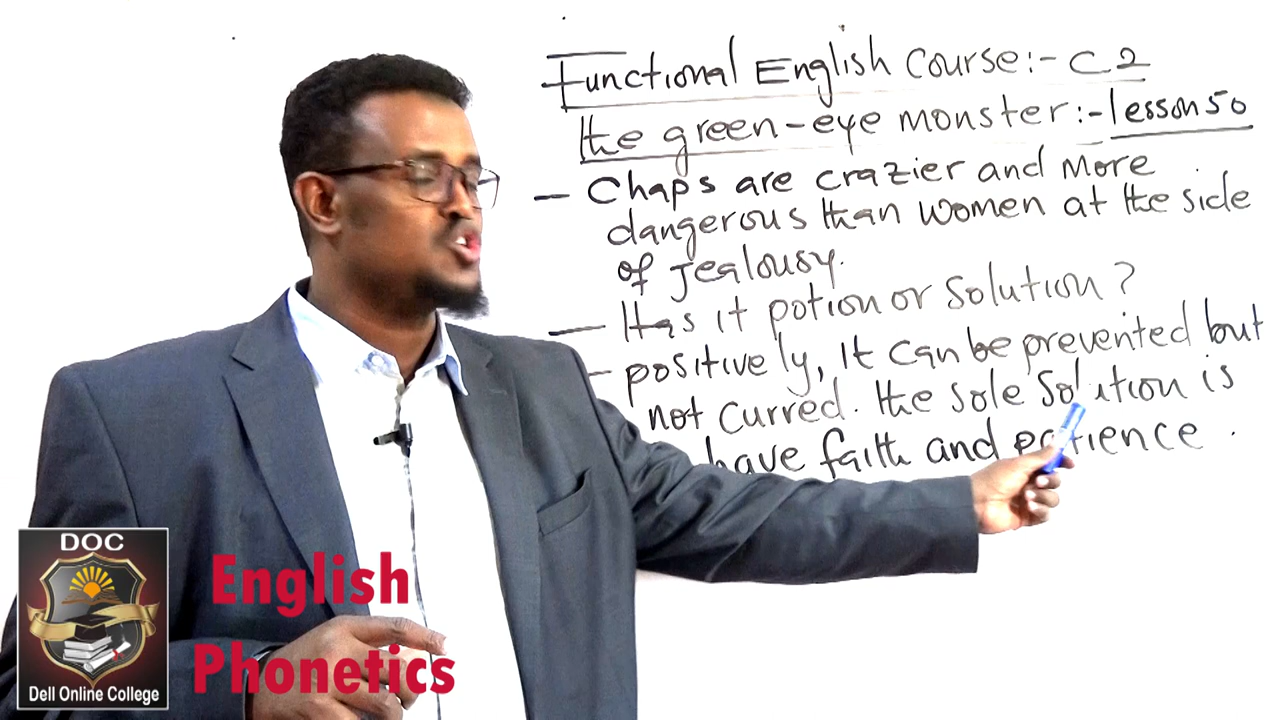 Functional English Course:- C2
the green-eye monster:- lesson 50
– Chaps are crazier and more
dangerous than women at the side
of jealousy.
– Has it potion or solution?
– positively, it can be prevented but
not curred. the sole solution is
have faith and patience.
DOC
Dell Online College
English
Phonetics